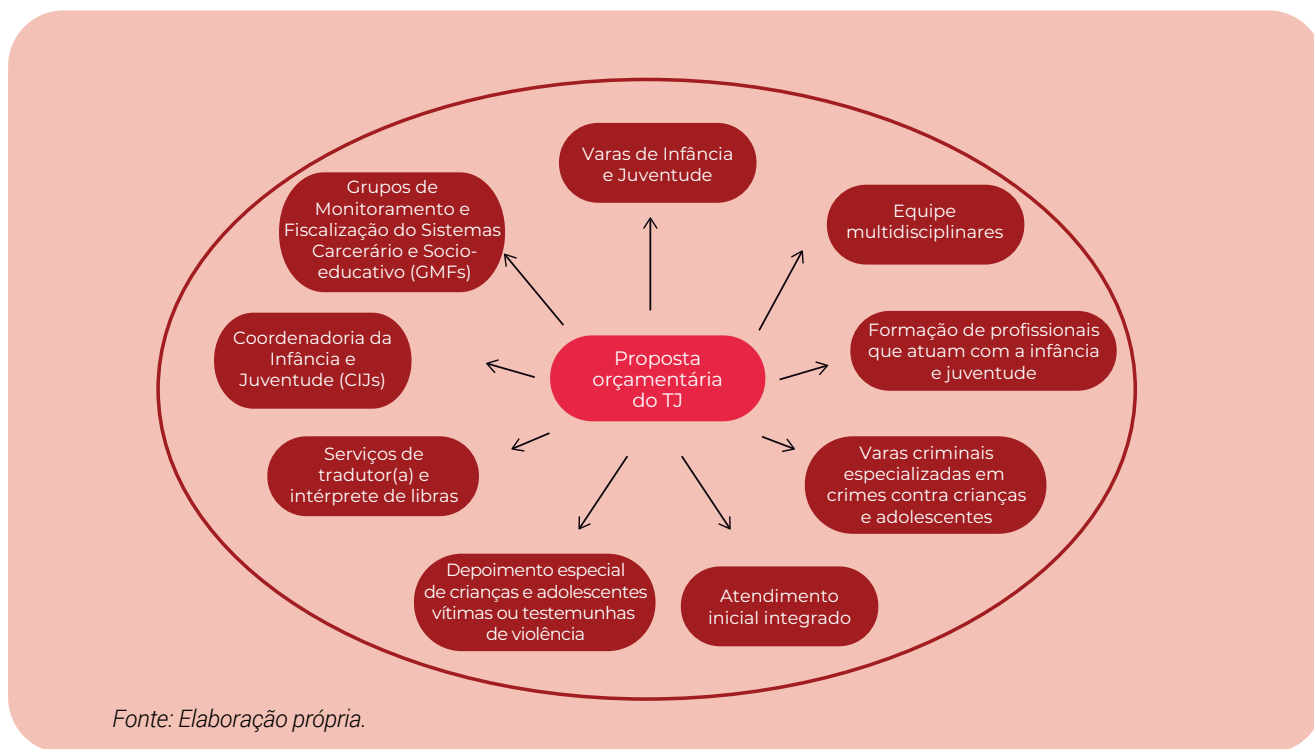 Varas de Infância
e Juventude
Grupos de
Monitoramento e
Fiscalização do Sistemas
Carcerário e Socio-
educativo (GMFs)
Equipe
multidisciplinares
Coordenadoria da
Infância e
Juventude (CIJs)
Proposta
orçamentária
do TJ
Formação de profissionais
que atuam com a infância
e juventude
Serviços de
tradutor(a) e
intérprete de libras
Varas criminais
especializadas em
crimes contra crianças
e adolescentes
Depoimento especial
de crianças e adolescentes
vítimas ou testemunhas
de violência
Atendimento
inicial integrado
Fonte: Elaboração própria.